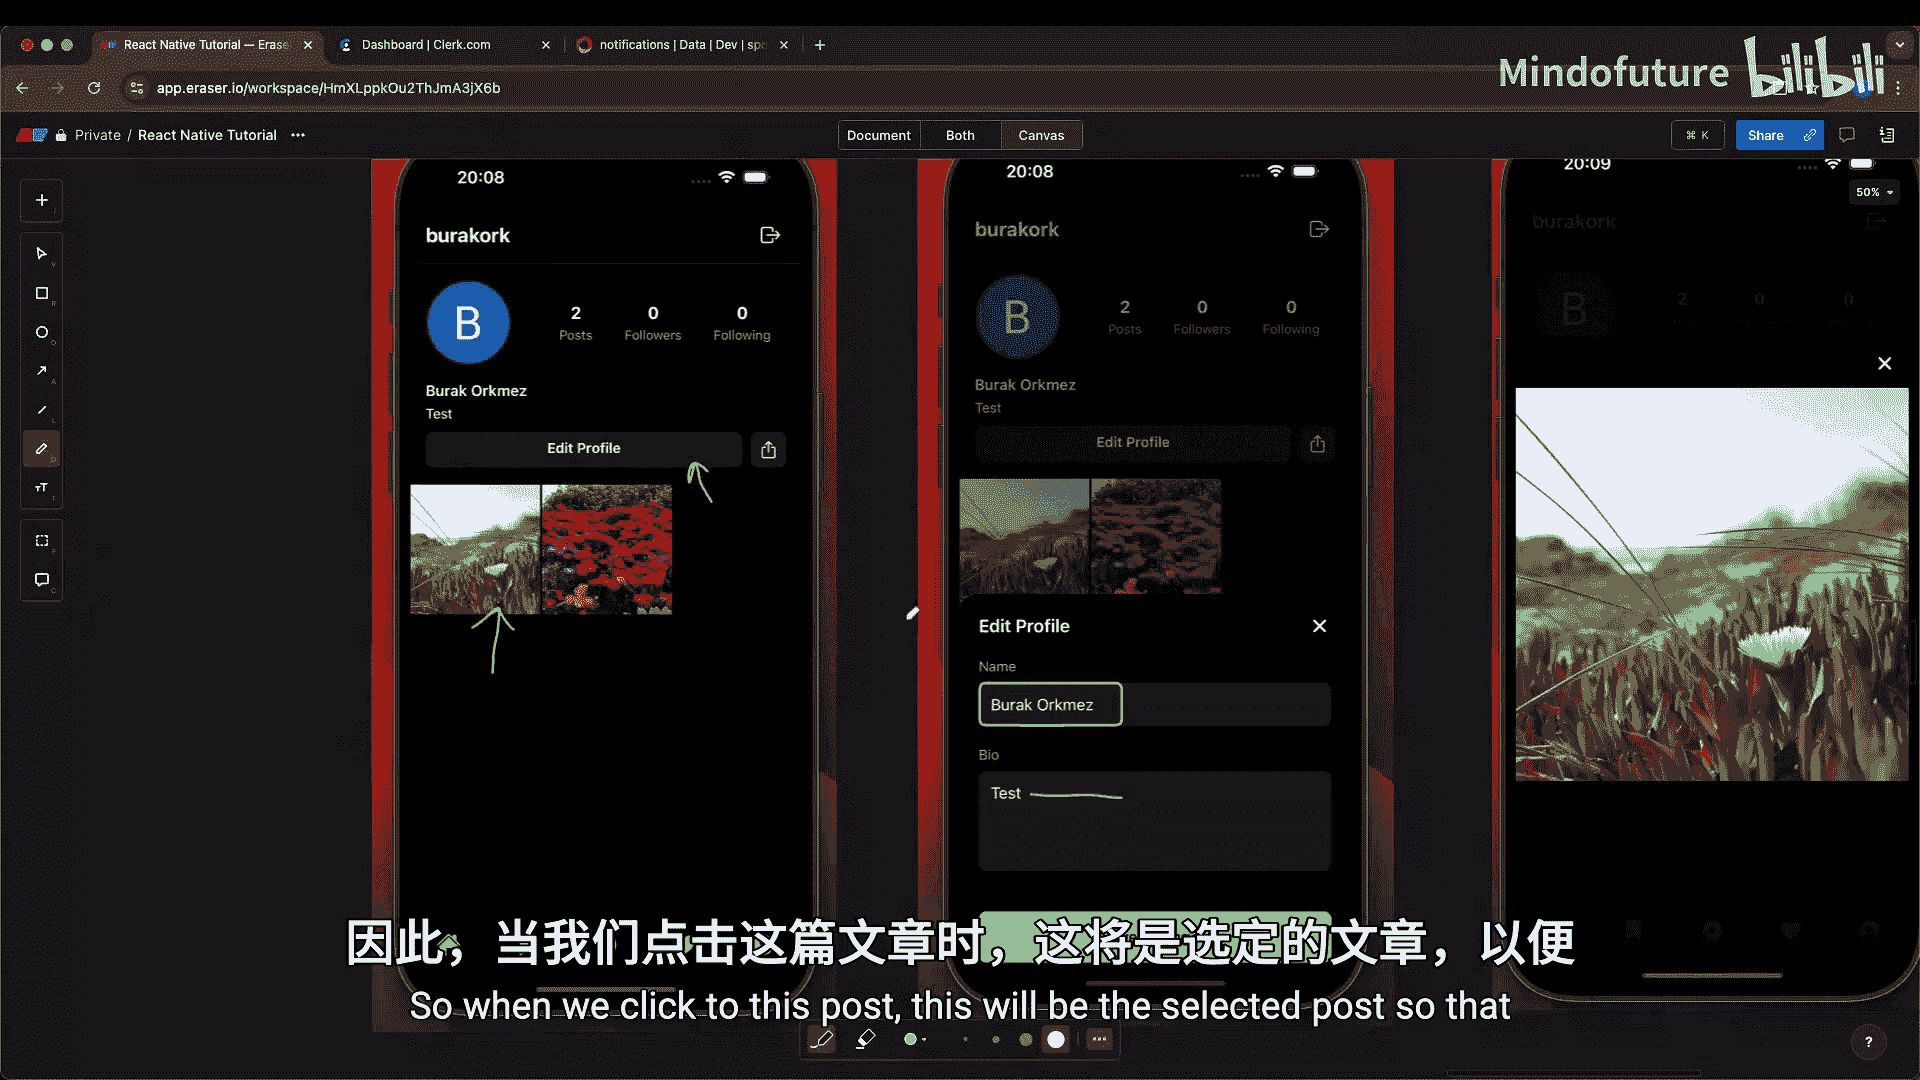 React Native Tutorial — Erase
Dashboard | Clerk.com
notifications | Data | Dev | spo
app.eraser.io/workspace/HmXLppkOu2ThJmA3jX6b
Mindofuture bilibili
Private / React Native Tutorial
Document Both Canvas
⌘ K
Share
50%
20:08
burakork
B
2 0 0
Posts Followers Following
Burak Orkmez
Test
Edit Profile
20:08
burakork
B
2 0 0
Posts Followers Following
Burak Orkmez
Test
Edit Profile
Edit Profile
Name
Burak Orkmez
Bio
Test
20:09
burakork
B
2 0 0
因此，当我们点击这篇文章时，这将是选定的文章，以便
So when we click to this post, this will be the selected post so that